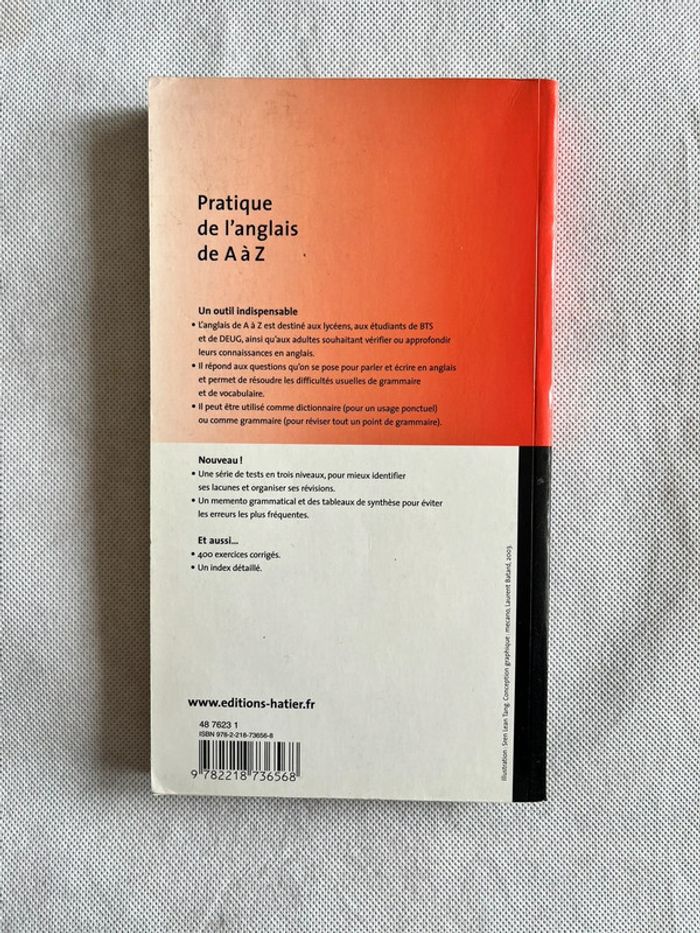 Pratique
de l'anglais
de A à Z
Un outil indispensable
• L'anglais de A à Z est destiné aux lycéens, aux étudiants de BTS
et de DEUG, ainsi qu'aux adultes souhaitant vérifier ou approfondir
leurs connaissances en anglais.
• Il répond aux questions qu'on se pose pour parler et écrire en anglais
et permet de résoudre les difficultés usuelles de grammaire
et de vocabulaire.
• Il peut être utilisé comme dictionnaire (pour un usage ponctuel)
ou comme grammaire (pour réviser tout un point de grammaire).
Nouveau !
• Une série de tests en trois niveaux, pour mieux identifier
ses lacunes et organiser ses révisions.
• Un memento grammatical et des tableaux de synthèse pour éviter
les erreurs les plus fréquentes.
Et aussi...
• 400 exercices corrigés.
• Un index détaillé.
www.editions-hatier.fr
48 7623 1
ISBN 978-2-218-73656-8
9 782218 736568
Illustration : Sren Lean Tang. Conception graphique : mecano, Laurent Batard, 2003.